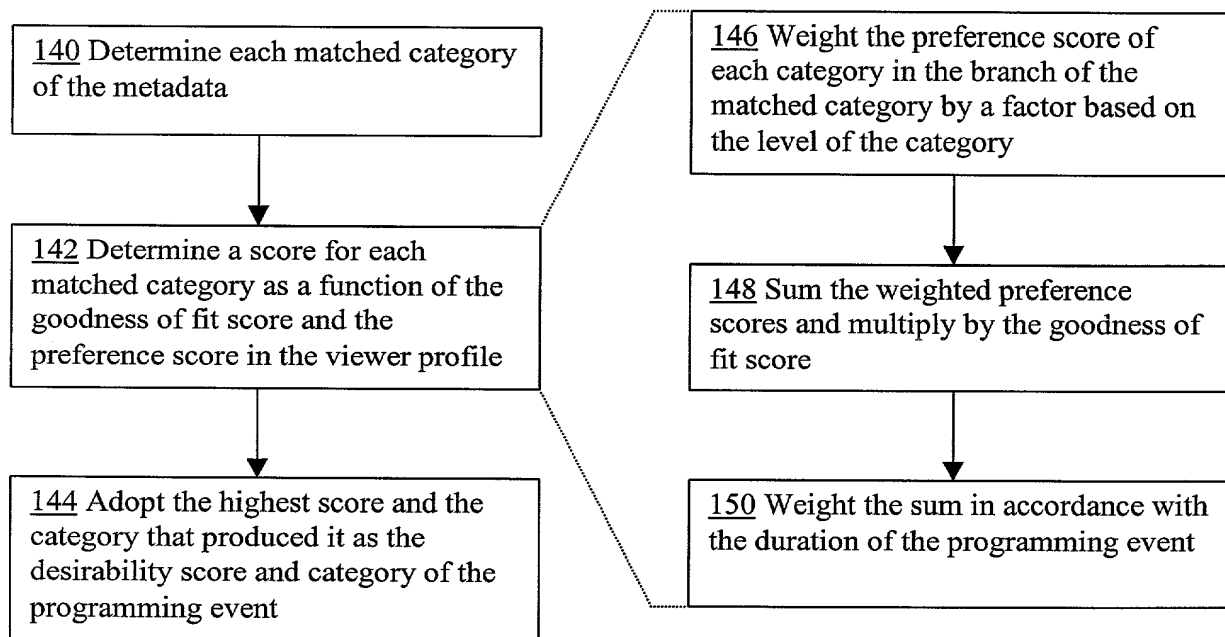 140 Determine each matched category
of the metadata
142 Determine a score for each
matched category as a function of the
goodness of fit score and the
preference score in the viewer profile
144 Adopt the highest score and the
category that produced it as the
desirability score and category of the
programming event
146 Weight the preference score of
each category in the branch of the
matched category by a factor based on
the level of the category
148 Sum the weighted preference
scores and multiply by the goodness of
fit score
150 Weight the sum in accordance with
the duration of the programming event